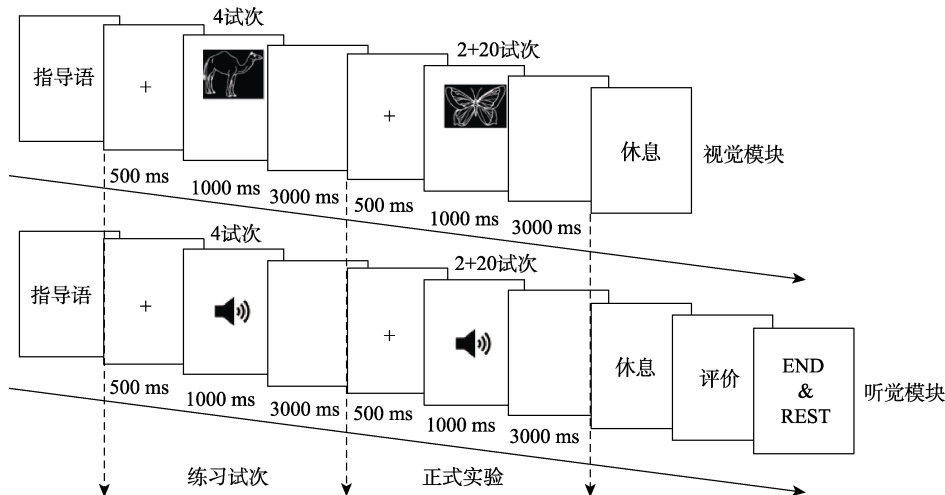 4试次
指导语
+
2+20试次
+
休息
视觉模块
500 ms
1000 ms
3000 ms
500 ms
1000 ms
3000 ms
4试次
指导语
+
2+20试次
+
休息
评价
END
&
REST
听觉模块
500 ms
1000 ms
3000 ms
500 ms
1000 ms
3000 ms
练习试次
正式实验